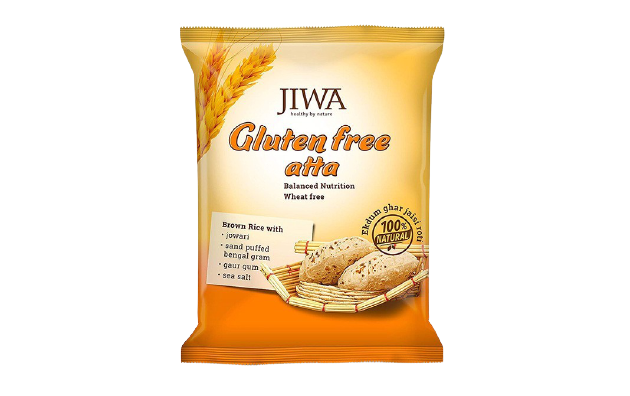 JIWA
healthy by nature
Gluten free
atta
Balanced Nutrition
Wheat free
Brown Rice with
· jowari
· sand puffed
bengal gram
· gaur gum
· sea salt
Ekdum ghar jaisi roti
100%
NATURAL